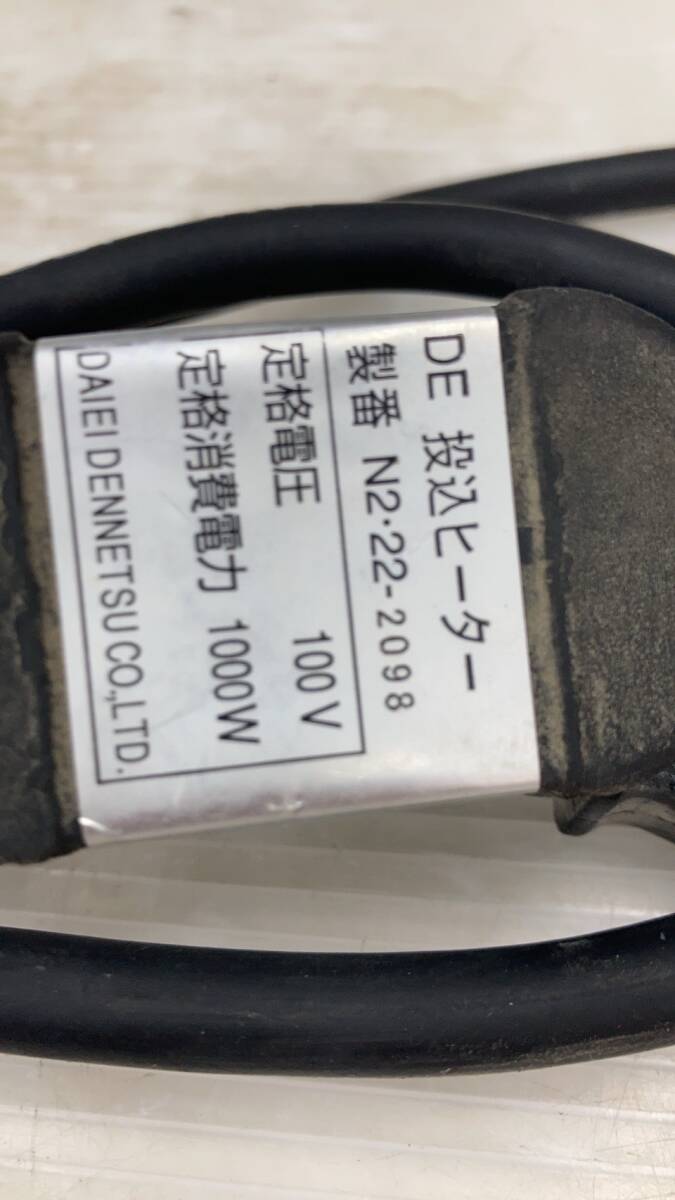 DE 投込ヒーター
製番 N2·22-2098
定格電圧 100V
定格消費電力 1000W
DAIEI DENNETSU CO.,LTD.